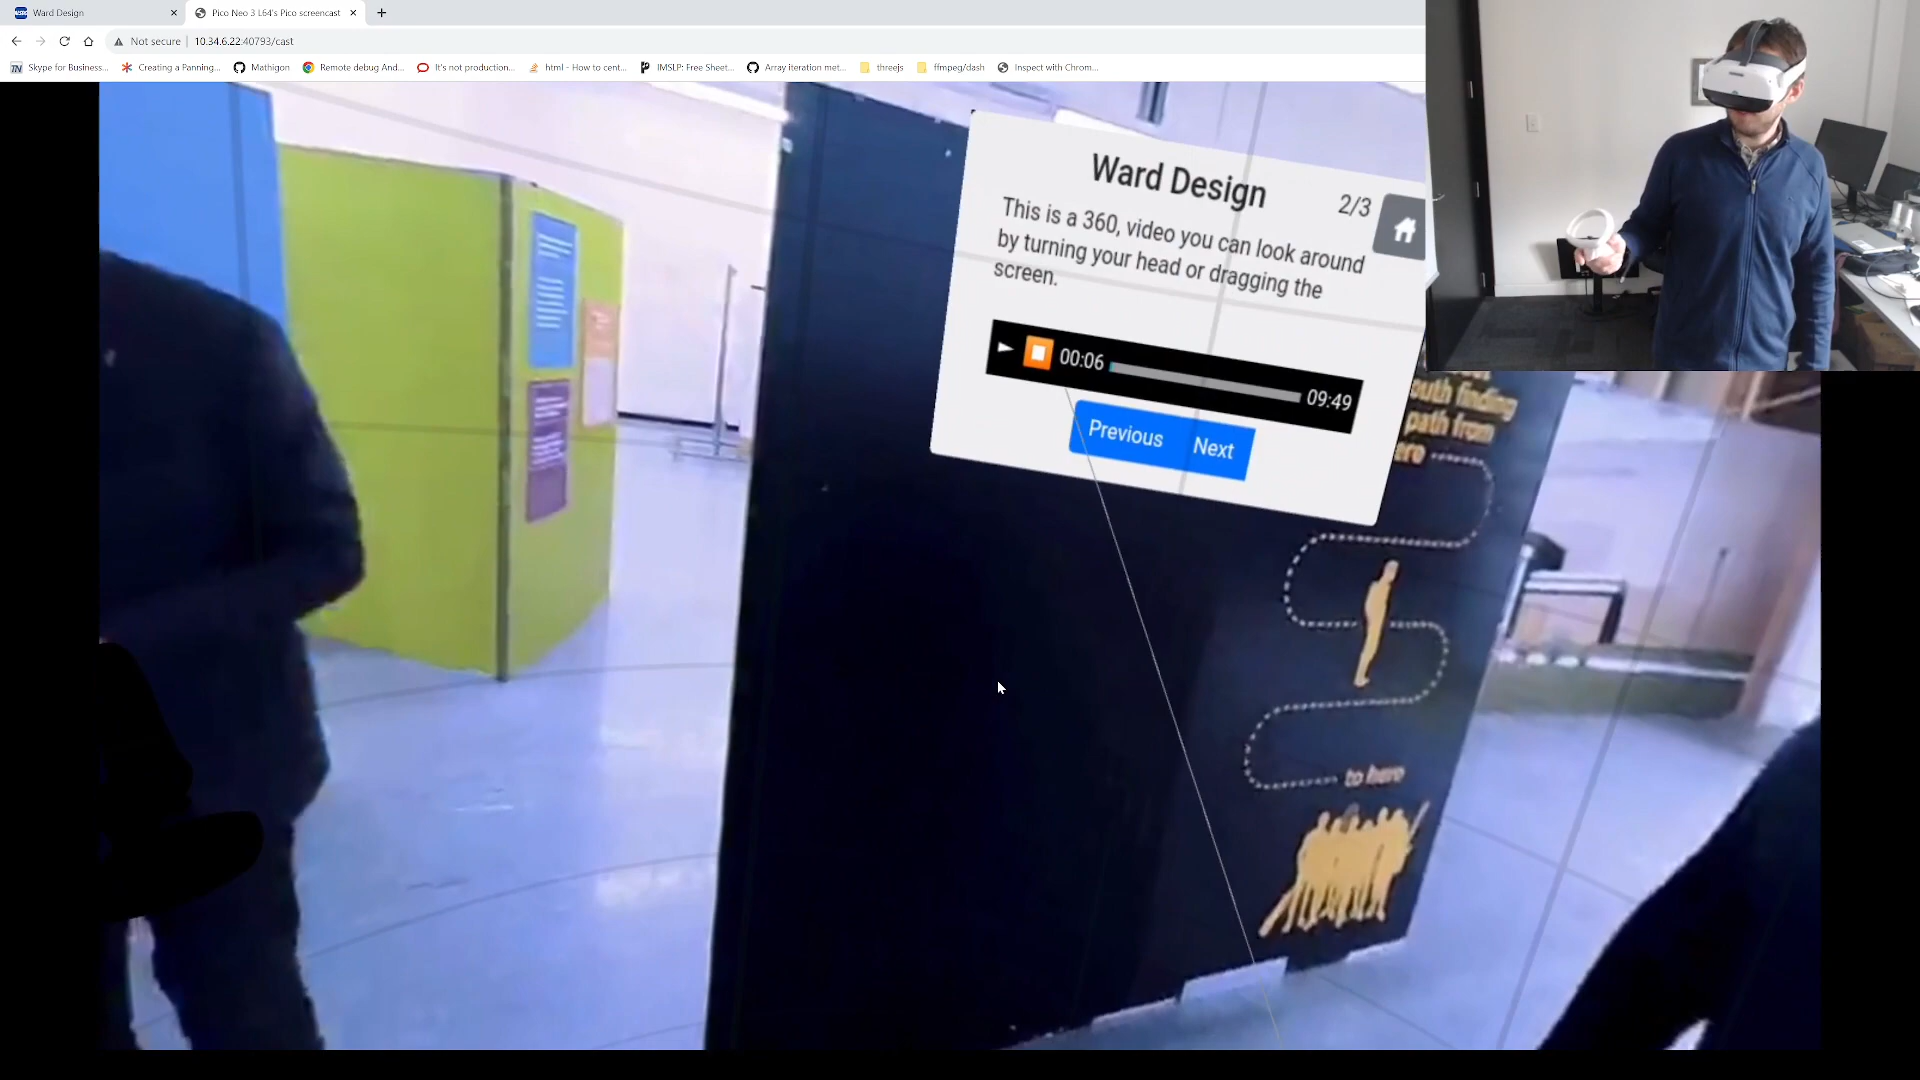 Ward Design
Pico Neo 3 L64's Pico screencast
Not secure
10.34.6.22:40793/cast
Skype for Business...
Creating a Panning...
Mathigon
Remote debug And...
It's not production...
html - How to cent...
IMSLP: Free Sheet...
Array iteration met...
threejs
ffmpeg/dash
Inspect with Chrom...
Ward Design
2/3
This is a 360, video you can look around
by turning your head or dragging the
screen.
00:06
09:49
Previous
Next
finding
path from
to here